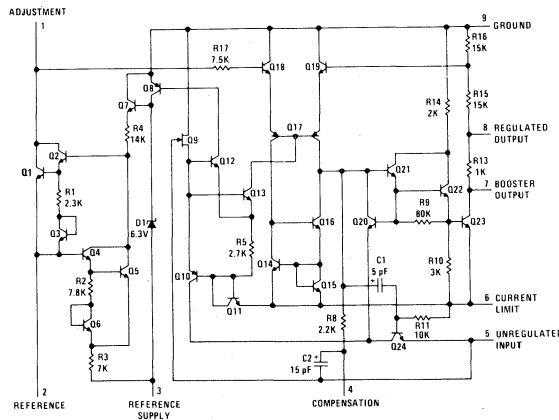 ADJUSTMENT
1
9
GROUND
R17
7.5K
Q18
Q19
R16
15K
Q7
Q8
R14
2K
R15
15K
R4
14K
Q9
Q17
8
REGULATED
OUTPUT
Q2
Q12
Q21
R13
1K
Q1
Q22
7
BOOSTER
OUTPUT
R1
2.3K
Q13
R9
80K
D1
6.3V
Q16
Q20
Q23
Q3
R5
2.7K
Q4
Q5
Q10
Q14
C1
5 pF
+
R10
3K
R2
7.8K
Q15
Q11
6
CURRENT
LIMIT
Q6
R8
2.2K
R11
10K
5
UNREGULATED
INPUT
Q24
R3
7K
C2
+
15 pF
2
REFERENCE
3
REFERENCE
SUPPLY
4
COMPENSATION